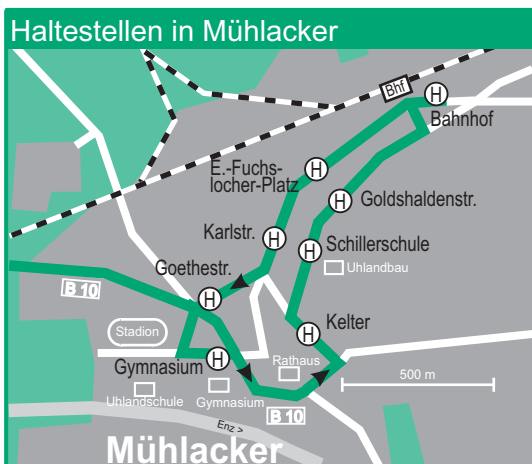 Haltestellen in Mühlacker
Bhf
H
Bahnhof
E.-Fuchs-
locher-Platz
H
H
Goldshaldenstr.
Karlstr.
H
H
Schillerschule
Uhlandbau
Goethestr.
B 10
H
Stadion
H
Kelter
Gymnasium
H
Rathaus
500 m
Uhlandschule
Gymnasium
B 10
Enz >
Mühlacker